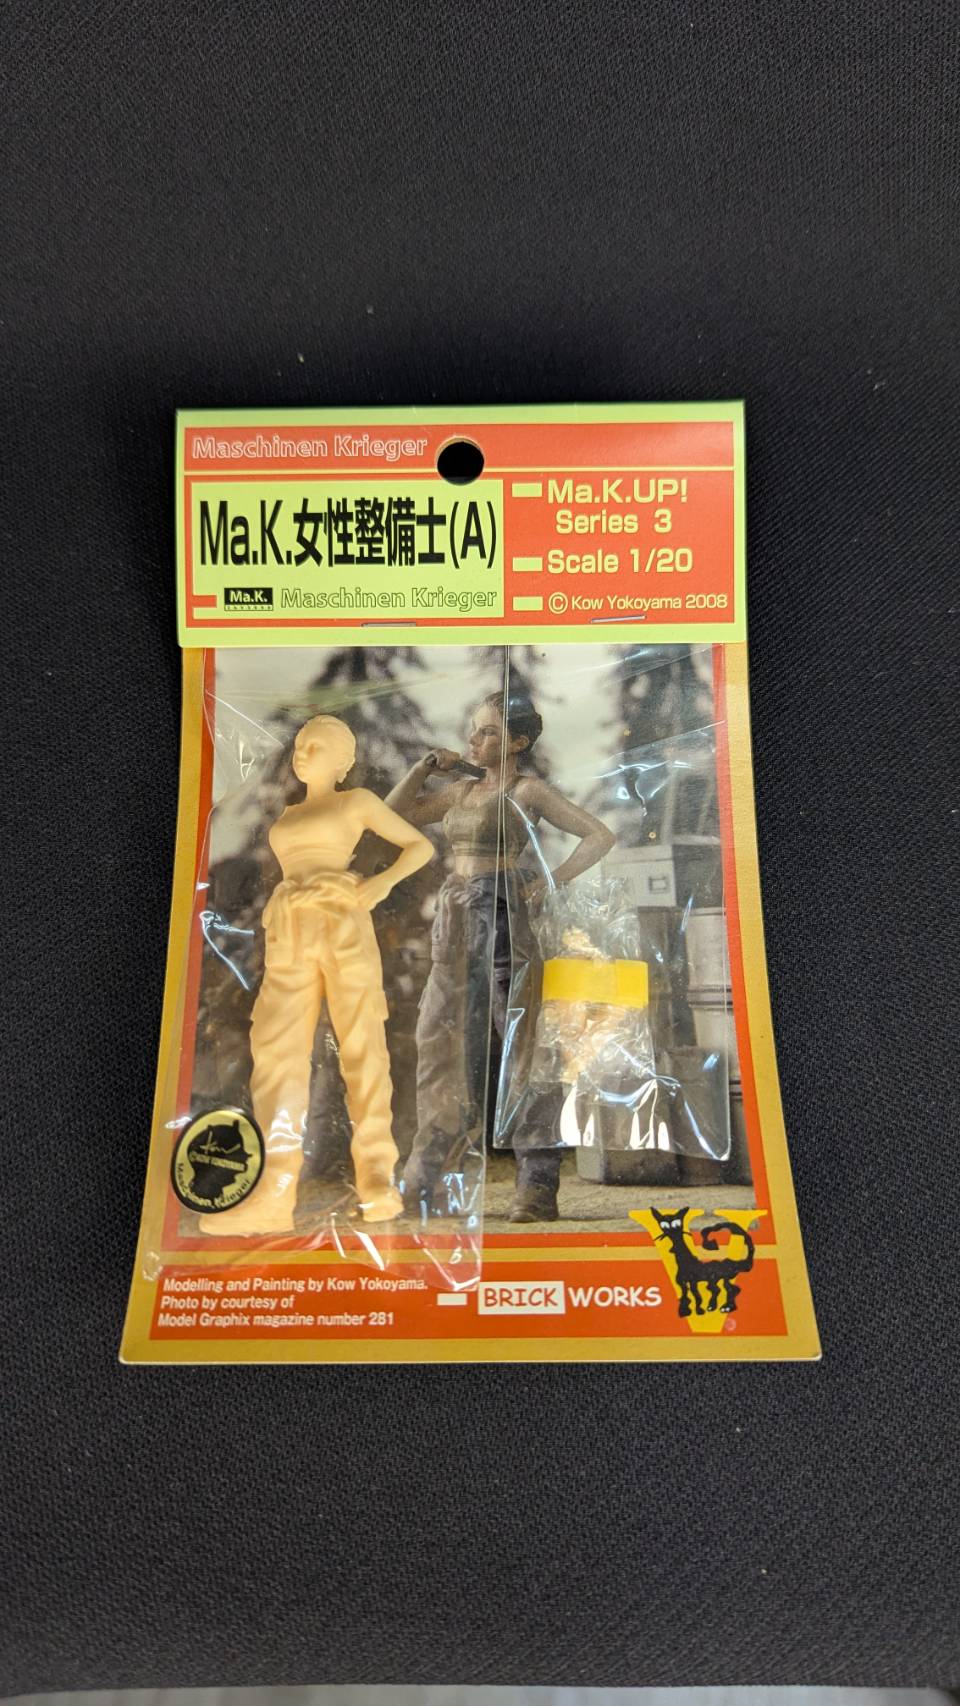 Maschinen Krieger
Ma.K.女性整備士(A)
Ma.K.
Maschinen Krieger
Ma.K.UP!
Series 3
Scale 1/20
© Kow Yokoyama 2008
©KOW YOKOYAMA
Maschinen Krieger
Modelling and Painting by Kow Yokoyama.
Photo by courtesy of
Model Graphix magazine number 281
BRICK WORKS
V
®